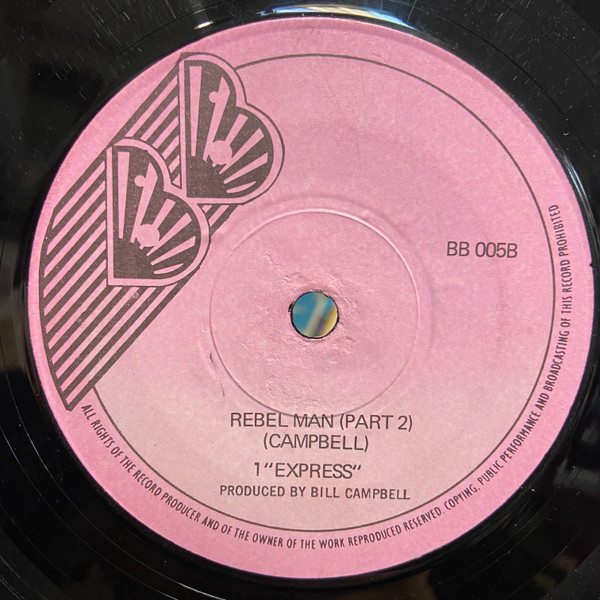 BB 005B
REBEL MAN (PART 2)
(CAMPBELL)
1 "EXPRESS"
PRODUCED BY BILL CAMPBELL
ALL RIGHTS OF THE RECORD PRODUCER AND OF THE OWNER OF THE WORK REPRODUCED RESERVED. COPYING, PUBLIC PERFORMANCE AND BROADCASTING OF THIS RECORD PROHIBITED